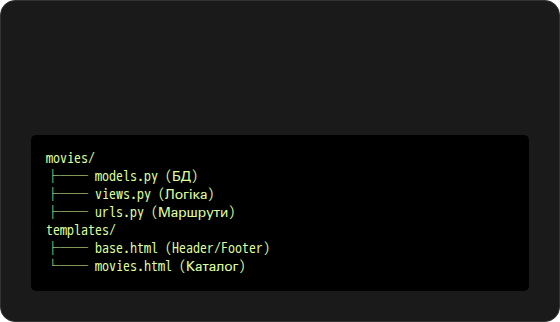 movies/
├── models.py (БД)
├── views.py (Логіка)
├── urls.py (Маршрути)
templates/
├── base.html (Header/Footer)
└── movies.html (Каталог)